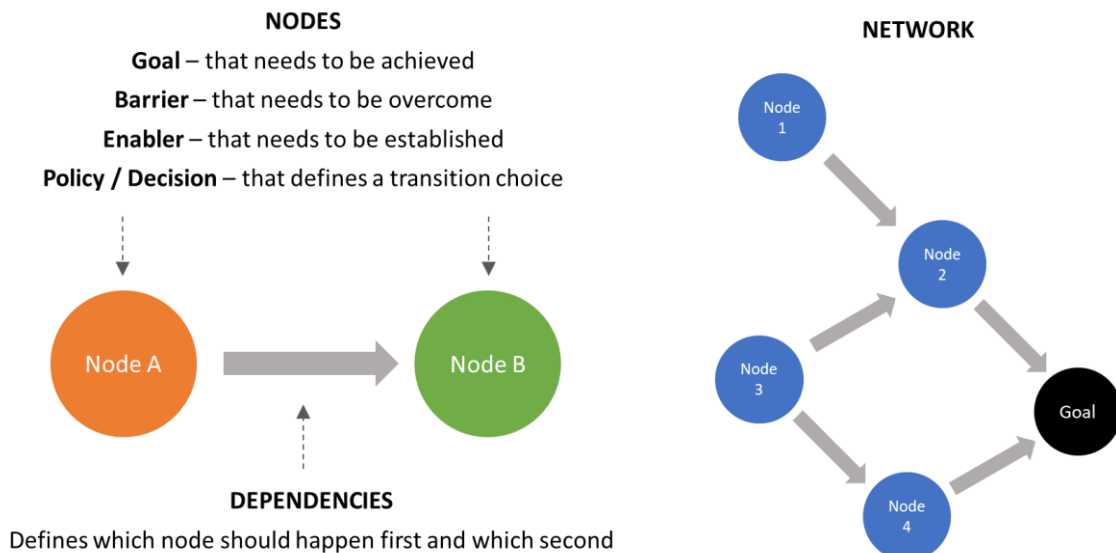 NODES
Goal – that needs to be achieved
Barrier – that needs to be overcome
Enabler – that needs to be established
Policy / Decision – that defines a transition choice
Node A
Node B
DEPENDENCIES
Defines which node should happen first and which second
NETWORK
Node
1
Node
2
Node
3
Goal
Node
4